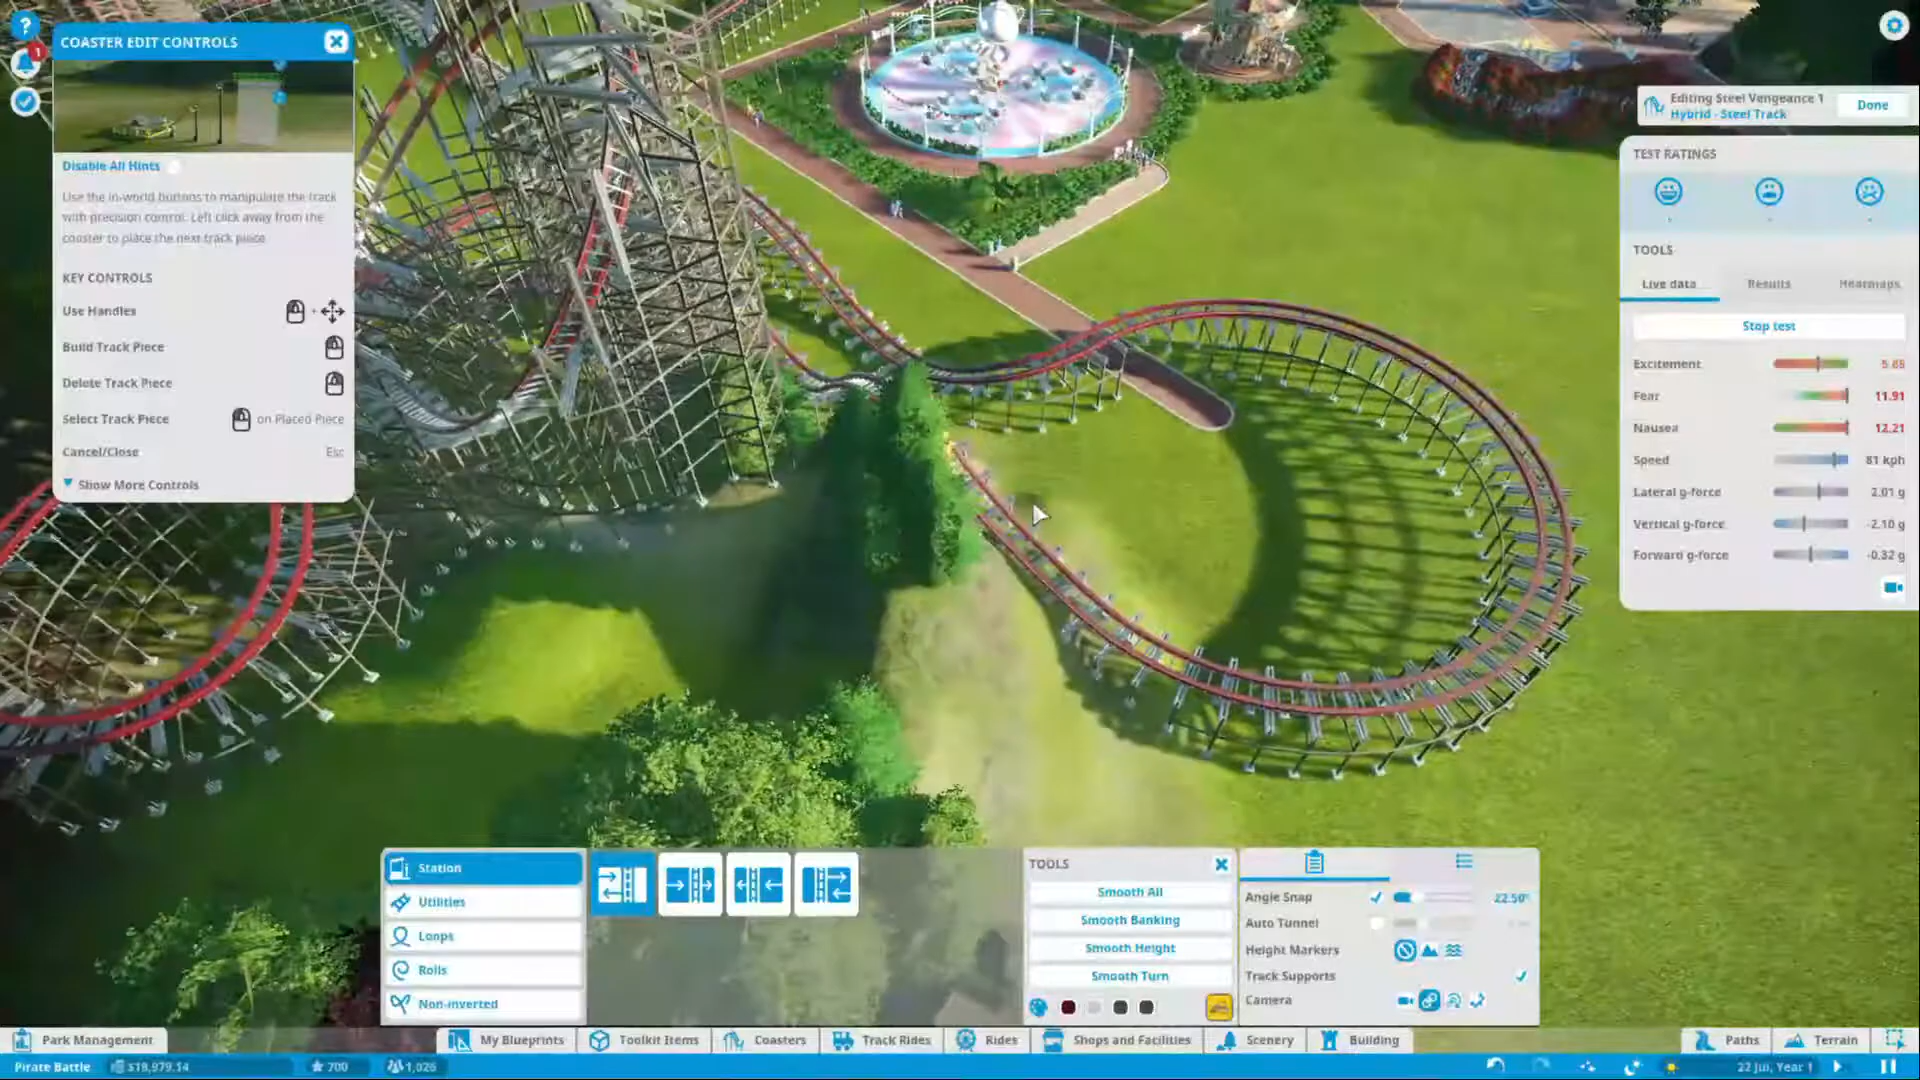 ?
COASTER EDIT CONTROLS
1
Disable All Hints
Use the in-world buttons to manipulate the track
with precision control. Left click away from the
coaster to place the next track piece.
KEY CONTROLS
Use Handles
+
Build Track Piece
Delete Track Piece
Select Track Piece on Placed Piece
Cancel/Close Esc
Show More Controls
Editing Steel Vengeance 1
Hybrid - Steel Track
Done
TEST RATINGS
- - -
TOOLS
Live data Results Heatmaps
Stop test
Excitement 5.65
Fear 11.91
Nausea 12.21
Speed 81 kph
Lateral g-force 2.01 g
Vertical g-force -2.10 g
Forward g-force -0.32 g
Station
Utilities
Loops
Rolls
Non-inverted
TOOLS
Smooth All
Smooth Banking
Smooth Height
Smooth Turn
Angle Snap 22.50°
Auto Tunnel
Height Markers
Track Supports
Camera
Park Management
My Blueprints
Toolkit Items
Coasters
Track Rides
Rides
Shops and Facilities
Scenery
Building
Paths
Terrain
Pirate Battle
$18,979.14
700
1,026
22 Jul, Year 1